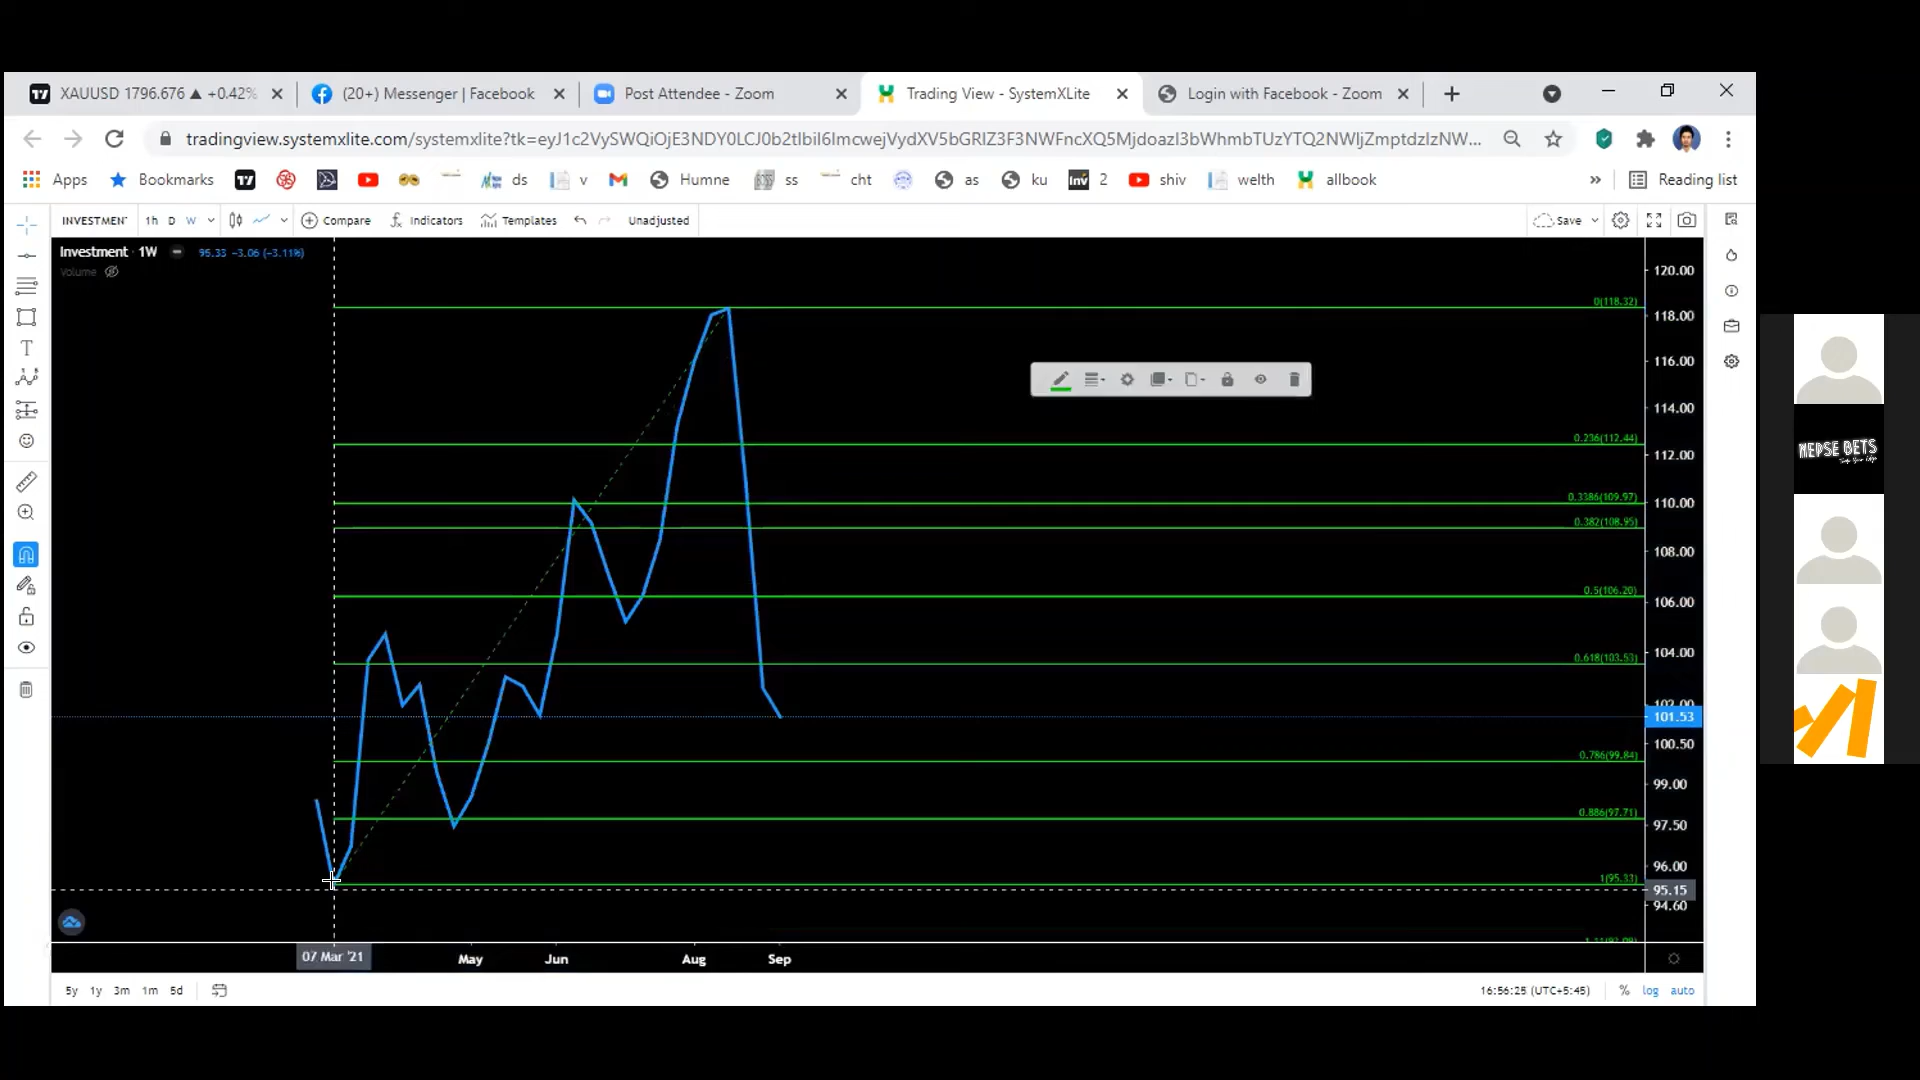 XAUUSD 1796.676 ▲ +0.42%
(20+) Messenger | Facebook
Post Attendee - Zoom
Trading View - SystemXLite
Login with Facebook - Zoom
Apps
Bookmarks
ds
v
Humne
ss
cht
as
ku
2
shiv
welth
allbook
Reading list
INVESTMENT
1h D W
Compare
Indicators
Templates
Unadjusted
Save
Investment · 1W
95.33 −3.06 (−3.11%)
Volume
120.00
0(118.32)
118.00
116.00
114.00
0.236(112.44)
112.00
0.3386(109.97)
110.00
0.382(108.95)
108.00
0.5(106.20)
106.00
0.618(103.53)
104.00
102.00
101.53
100.50
0.786(99.84)
99.00
0.886(97.71)
97.50
96.00
1(95.33)
95.15
94.60
07 Mar '21
May
Jun
Aug
Sep
5y 1y 3m 1m 5d
16:56:25 (UTC+5:45)
% log auto
NEPSE BETS